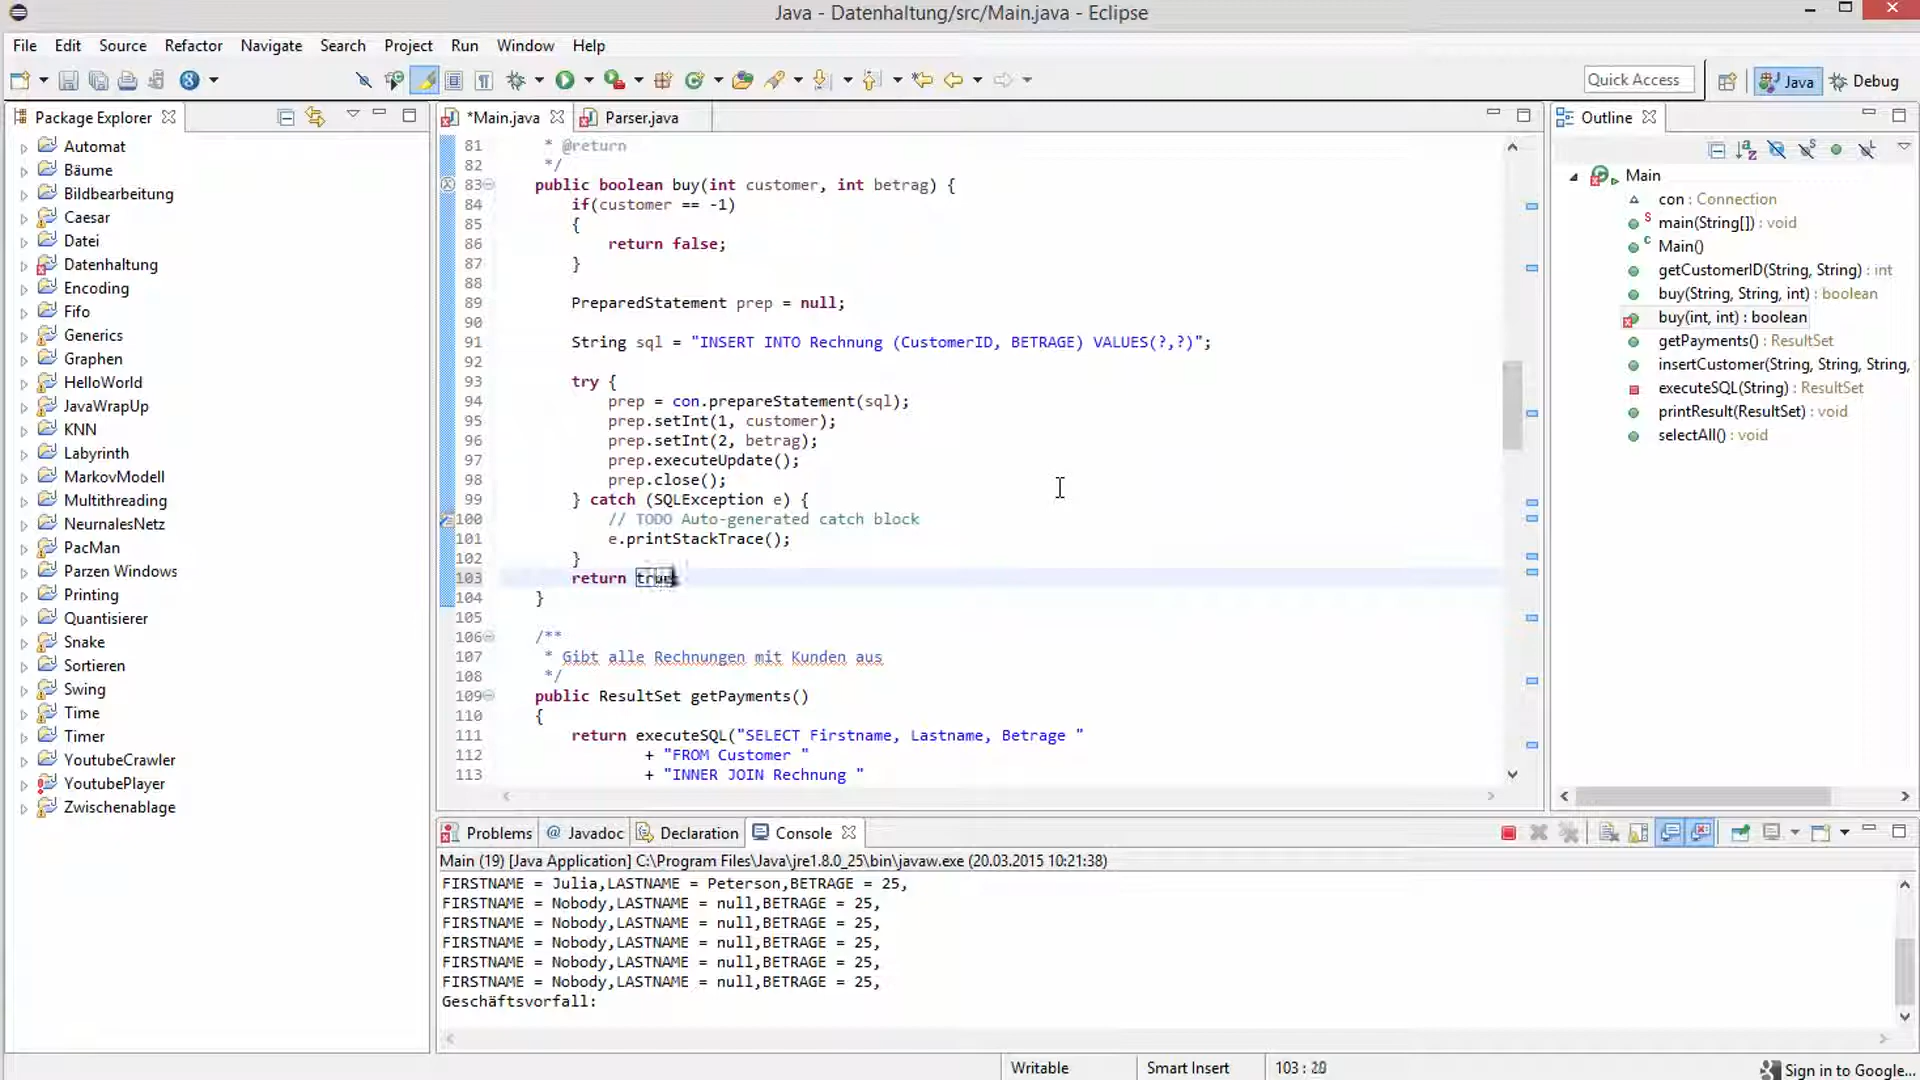 Java - Datenhaltung/src/Main.java - Eclipse
File Edit Source Refactor Navigate Search Project Run Window Help
Quick Access Java Debug
Package Explorer
Automat
Bäume
Bildbearbeitung
Caesar
Datei
Datenhaltung
Encoding
Fifo
Generics
Graphen
HelloWorld
JavaWrapUp
KNN
Labyrinth
MarkovModell
Multithreading
NeurnalesNetz
PacMan
Parzen Windows
Printing
Quantisierer
Snake
Sortieren
Swing
Time
Timer
YoutubeCrawler
YoutubePlayer
Zwischenablage
*Main.java Parser.java
81 * @return
82 */
83 public boolean buy(int customer, int betrag) {
84 if(customer == -1)
85 {
86 return false;
87 }
88
89 PreparedStatement prep = null;
90
91 String sql = "INSERT INTO Rechnung (CustomerID, BETRAGE) VALUES(?,?)";
92
93 try {
94 prep = con.prepareStatement(sql);
95 prep.setInt(1, customer);
96 prep.setInt(2, betrag);
97 prep.executeUpdate();
98 prep.close();
99 } catch (SQLException e) {
100 // TODO Auto-generated catch block
101 e.printStackTrace();
102 }
103 return true
104 }
105
106 /**
107 * Gibt alle Rechnungen mit Kunden aus
108 */
109 public ResultSet getPayments()
110 {
111 return executeSQL("SELECT Firstname, Lastname, Betrage "
112 + "FROM Customer "
113 + "INNER JOIN Rechnung "
Outline
Main
con : Connection
main(String[]) : void
Main()
getCustomerID(String, String) : int
buy(String, String, int) : boolean
buy(int, int) : boolean
getPayments() : ResultSet
insertCustomer(String, String, String,
executeSQL(String) : ResultSet
printResult(ResultSet) : void
selectAll() : void
Problems @ Javadoc Declaration Console
Main (19) [Java Application] C:\Program Files\Java\jre1.8.0_25\bin\javaw.exe (20.03.2015 10:21:38)
FIRSTNAME = Julia,LASTNAME = Peterson,BETRAGE = 25,
FIRSTNAME = Nobody,LASTNAME = null,BETRAGE = 25,
FIRSTNAME = Nobody,LASTNAME = null,BETRAGE = 25,
FIRSTNAME = Nobody,LASTNAME = null,BETRAGE = 25,
FIRSTNAME = Nobody,LASTNAME = null,BETRAGE = 25,
FIRSTNAME = Nobody,LASTNAME = null,BETRAGE = 25,
Geschäftsvorfall:
Writable Smart Insert Sign in to Google...